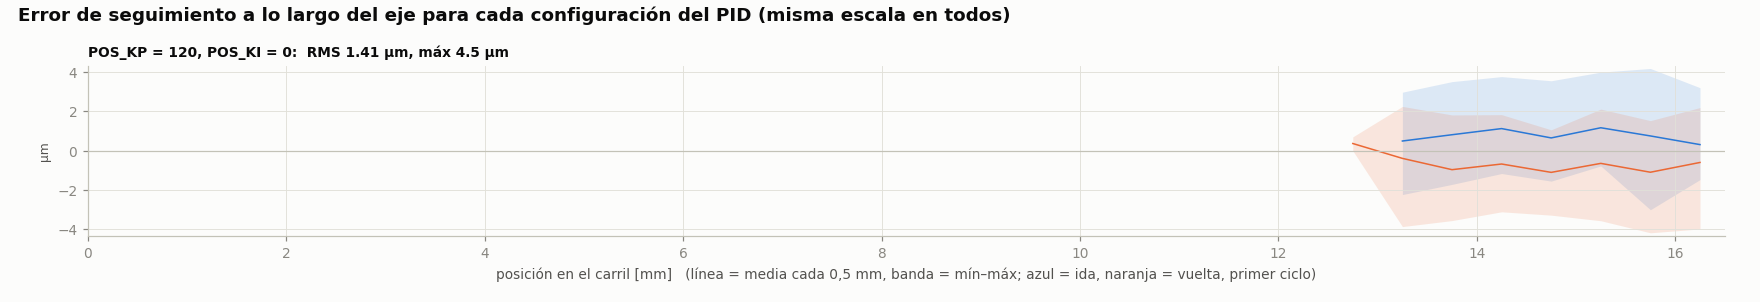 Error de seguimiento a lo largo del eje para cada configuración del PID (misma escala en todos)
POS_KP = 120, POS_KI = 0:  RMS 1.41 µm, máx 4.5 µm
4
2
0
−2
−4
µm
0 2 4 6 8 10 12 14 16
posición en el carril [mm]   (línea = media cada 0,5 mm, banda = mín–máx; azul = ida, naranja = vuelta, primer ciclo)